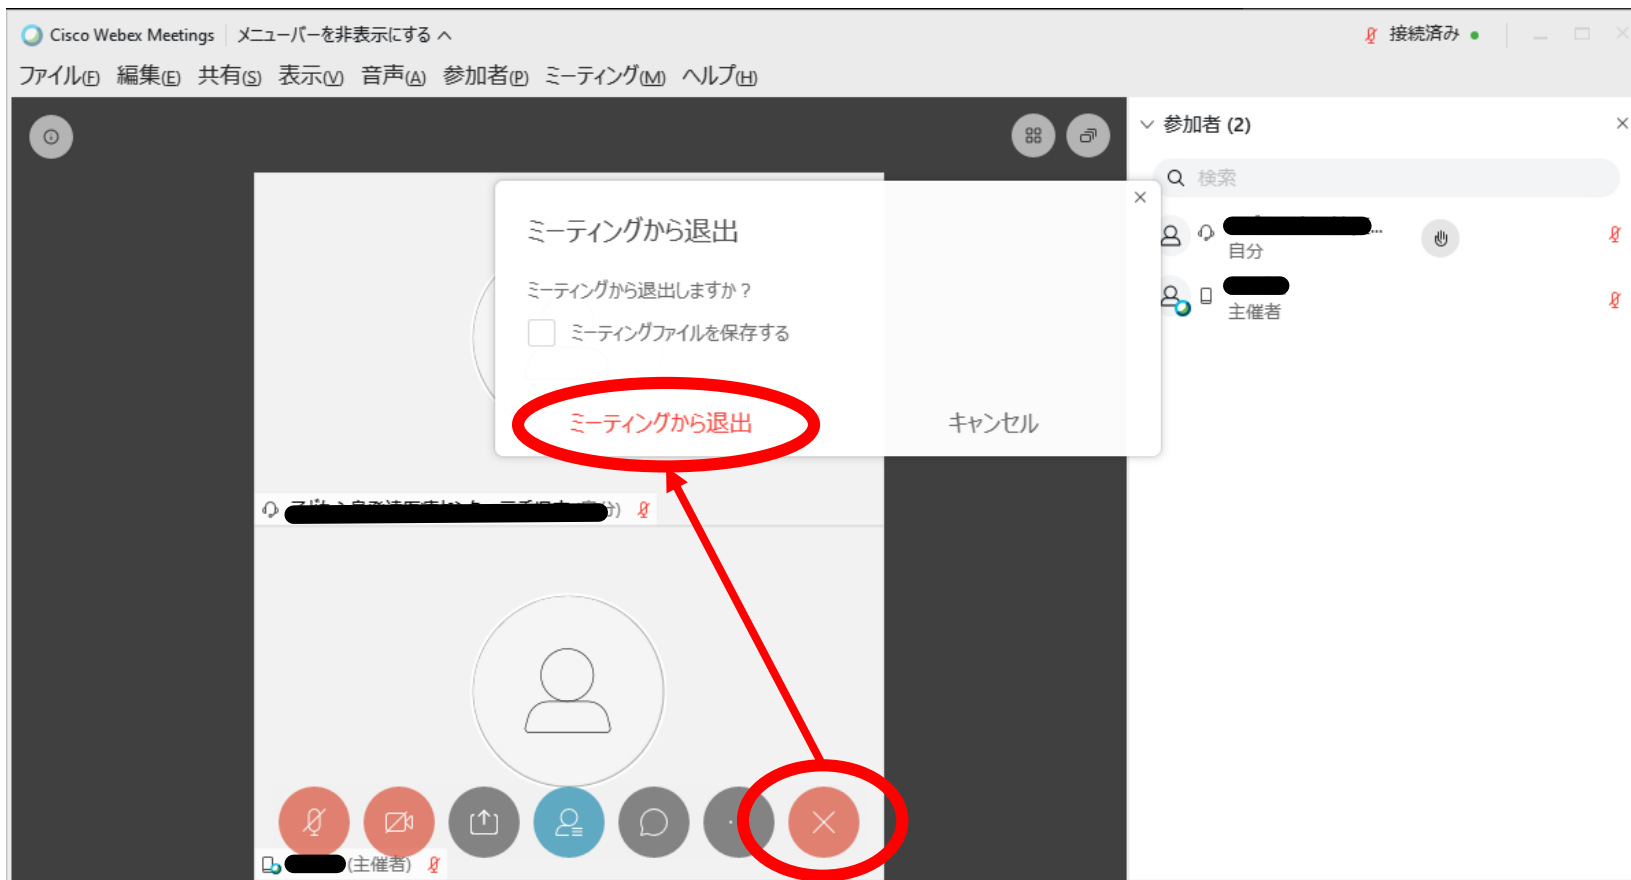 Cisco Webex Meetings メニューバーを非表示にする 接続済み
ファイル(F) 編集(E) 共有(S) 表示(V) 音声(A) 参加者(P) ミーティング(M) ヘルプ(H)
参加者 (2)
検索
自分
主催者
ミーティングから退出
ミーティングから退出しますか？
ミーティングファイルを保存する
ミーティングから退出 キャンセル
(主催者)